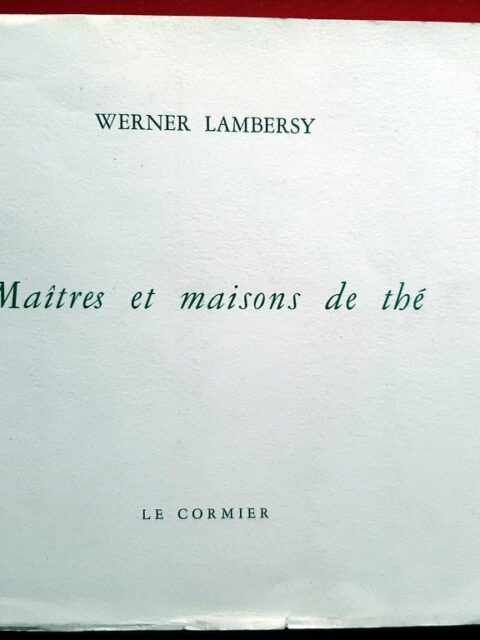 WERNER LAMBERSY
Maîtres et maisons de thé
LE CORMIER